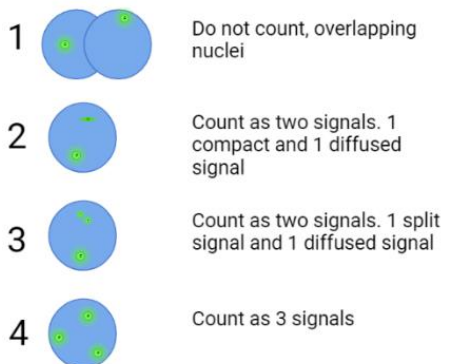 1
Do not count, overlapping
nuclei
2
Count as two signals. 1
compact and 1 diffused
signal
3
Count as two signals. 1 split
signal and 1 diffused signal
4
Count as 3 signals